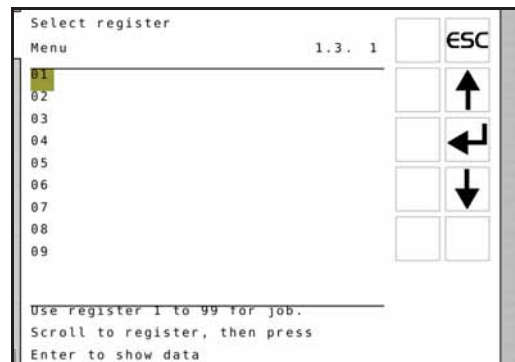 Select register
Menu 1.3. 1
ESC
01
02
03
04
05
06
07
08
09
Use register 1 to 99 for job.
Scroll to register, then press
Enter to show data